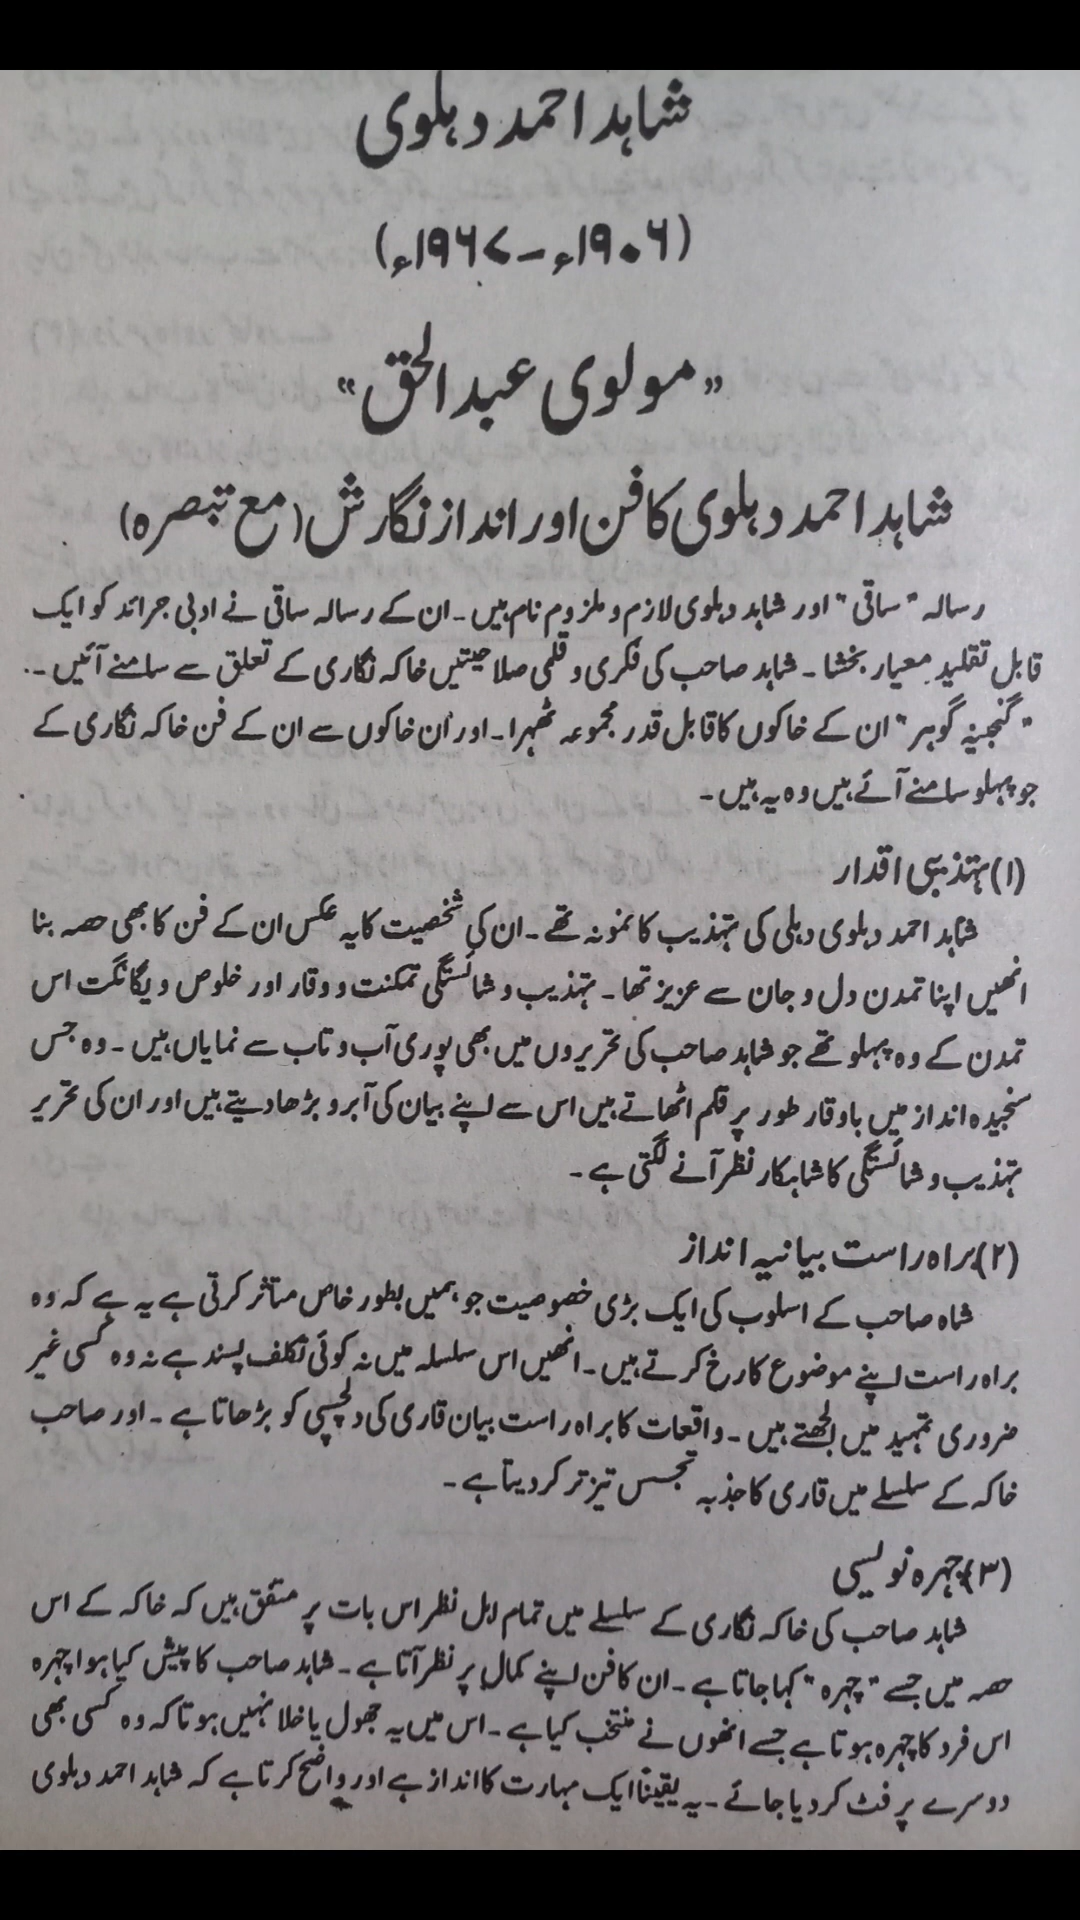 شاہد احمد دہلوی
(۱۹۰۶ء ـ ۱۹۶۷ء)
"مولوی عبدالحق"
شاہد احمد دہلوی کا فن اور انداز نگارش (مع تبصرہ)
رسالہ "ساقی" اور شاہد دہلوی لازم و ملزوم نام ہیں ۔ ان کے رسالہ ساقی نے ادبی جرائد کو ایک
قابل تقلید معیار بخشا ۔ شاہد صاحب کی فکری و قلمی صلاحیتیں خاکہ نگاری کے تعلق سے سامنے آئیں ۔
"گنجینہ گوہر" ان کے خاکوں کا قابل قدر مجموعہ ٹھہرا ۔ اور ان خاکوں سے ان کے فن خاکہ نگاری کے
جو پہلو سامنے آئے ہیں وہ یہ ہیں ۔
(۱) تہذیبی اقدار
شاہد احمد دہلوی دہلی کی تہذیب کا نمونہ تھے ۔ ان کی شخصیت کا یہ عکس ان کے فن کا بھی حصہ بنا
انھیں اپنا تمدن دل و جان سے عزیز تھا ۔ تہذیب و شائستگی تمکنت و وقار اور خلوص و یگانگت اس
تمدن کے وہ پہلو تھے جو شاہد صاحب کی تحریروں میں بھی پوری آب و تاب سے نمایاں ہیں ۔ وہ جس
سنجیدہ انداز میں باوقار طور پر قلم اٹھاتے ہیں اس سے اپنے بیان کی آبرو بڑھا دیتے ہیں اور ان کی تحریر
تہذیب و شائستگی کا شاہکار نظر آنے لگتی ہے ۔
(۲) براہ راست بیانیہ انداز
شاہ صاحب کے اسلوب کی ایک بڑی خصوصیت جو ہمیں بطور خاص متاثر کرتی ہے یہ ہے کہ وہ
براہ راست اپنے موضوع کا رخ کرتے ہیں ۔ انھیں اس سلسلہ میں نہ کوئی تکلف پسند ہے نہ وہ کسی غیر
ضروری تمہید میں الجھتے ہیں ۔ واقعات کا براہ راست بیان قاری کی دلچسپی کو بڑھاتا ہے ۔ اور صاحب
خاکہ کے سلسلے میں قاری کا جذبہ تجسس تیز تر کر دیتا ہے ۔
(۳) چہرہ نویسی
شاہد صاحب کی خاکہ نگاری کے سلسلے میں تمام اہل نظر اس بات پر متفق ہیں کہ خاکہ کے اس
حصہ میں جسے "چہرہ" کہا جاتا ہے ۔ ان کا فن اپنے کمال پر نظر آتا ہے ۔ شاہد صاحب کا پیش کیا ہوا چہرہ
اس فرد کا چہرہ ہوتا ہے جسے انھوں نے منتخب کیا ہے ۔ اس میں یہ جھول یا خلا نہیں ہوتا کہ وہ کسی بھی
دوسرے پر فٹ کر دیا جائے ۔ یہ یقیناً ایک مہارت کا انداز ہے اور واضح کرتا ہے کہ شاہد احمد دہلوی